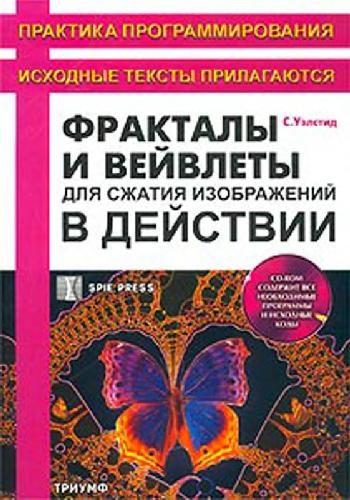 ПРАКТИКА ПРОГРАММИРОВАНИЯ
ИСХОДНЫЕ ТЕКСТЫ ПРИЛАГАЮТСЯ
С.Уэлстид
ФРАКТАЛЫ
И ВЕЙВЛЕТЫ
ДЛЯ СЖАТИЯ ИЗОБРАЖЕНИЙ
В ДЕЙСТВИИ
SPIE PRESS
CD-ROM
СОДЕРЖИТ ВСЕ
НЕОБХОДИМЫЕ
ПРОГРАММЫ
И ИСХОДНЫЕ
КОДЫ
ТРИУМФ